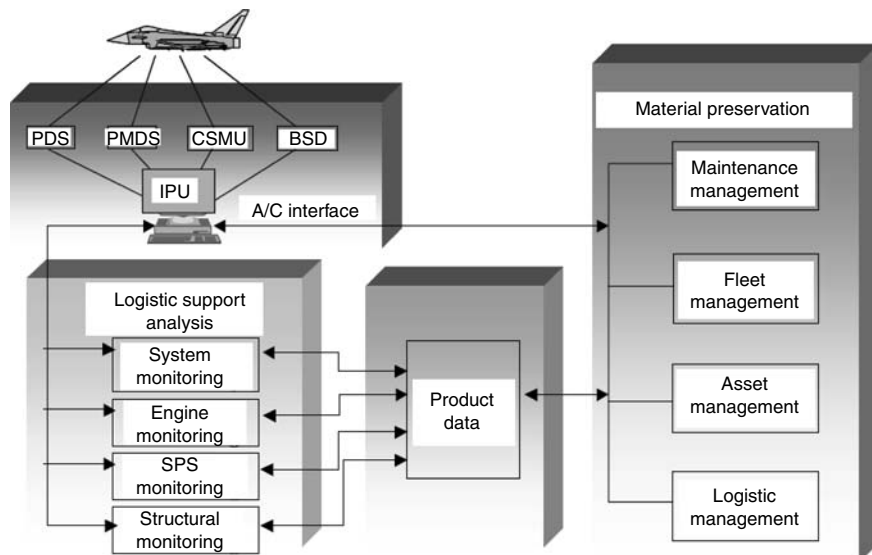 PDS
PMDS
CSMU
BSD
IPU
A/C interface
Material preservation
Maintenance
management
Fleet
management
Asset
management
Logistic
management
Logistic support
analysis
System
monitoring
Engine
monitoring
SPS
monitoring
Structural
monitoring
Product
data